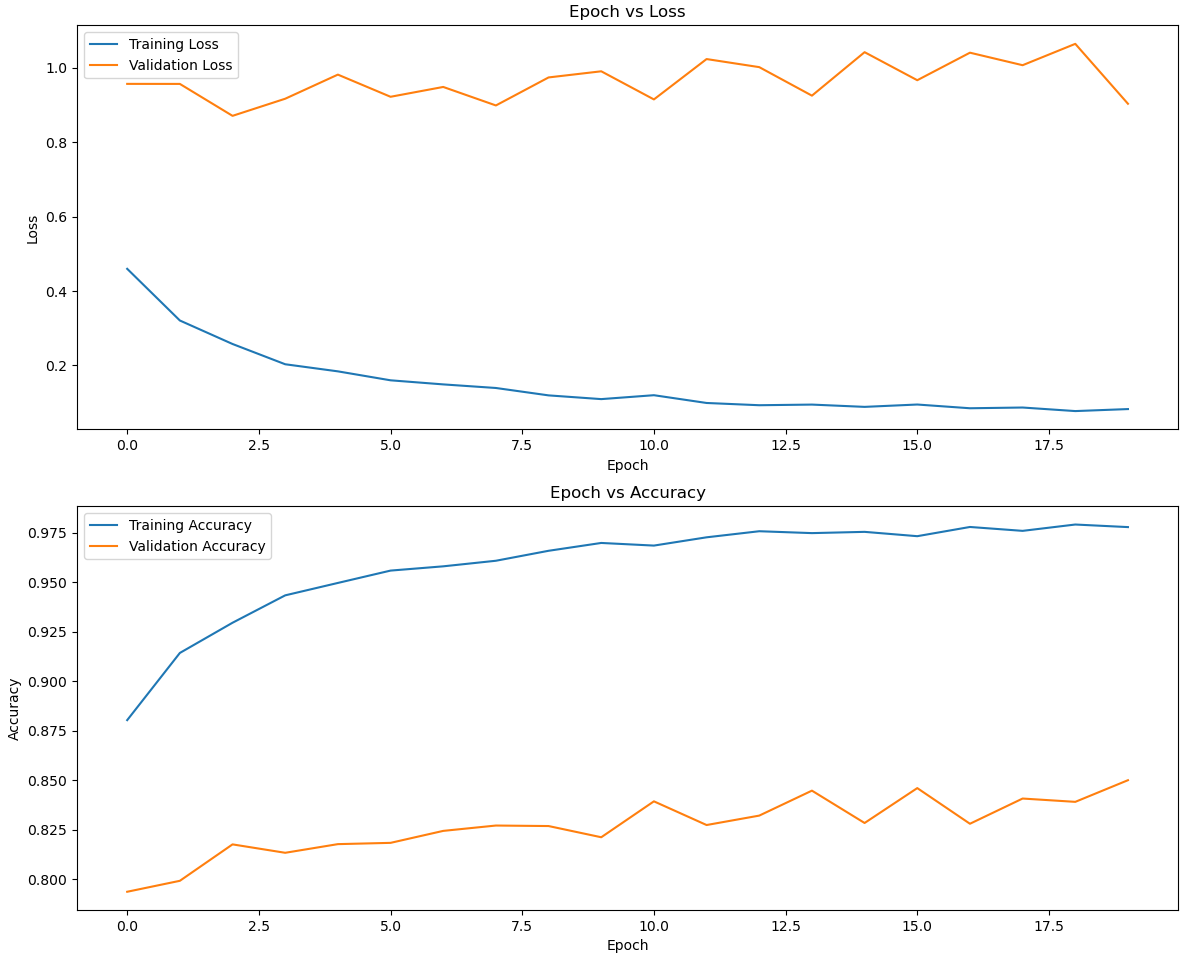 Epoch vs Loss
Training Loss
Validation Loss
1.0
0.8
0.6
0.4
0.2
Loss
0.0 2.5 5.0 7.5 10.0 12.5 15.0 17.5
Epoch
Epoch vs Accuracy
Training Accuracy
Validation Accuracy
0.975
0.950
0.925
0.900
0.875
0.850
0.825
0.800
Accuracy
0.0 2.5 5.0 7.5 10.0 12.5 15.0 17.5
Epoch